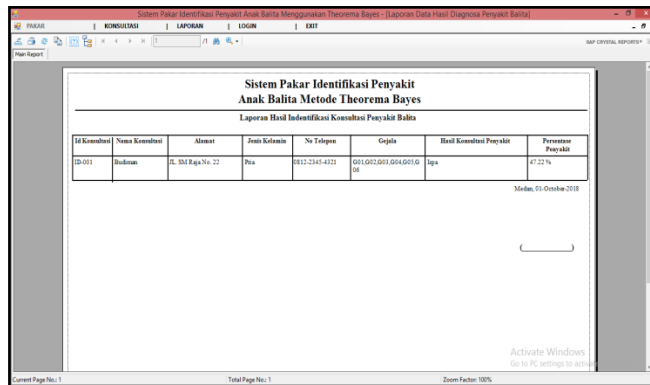 Sistem Pakar Identifikasi Penyakit Anak Balita Menggunakan Theorema Bayes - [Laporan Data Hasil Diagnosa Penyakit Balita]
PAKAR | KONSULTASI | LAPORAN | LOGIN | EXIT
1 /1 SAP CRYSTAL REPORTS®
Main Report
Sistem Pakar Identifikasi Penyakit
Anak Balita Metode Theorema Bayes
Laporan Hasil Indentifikasi Konsultasi Penyakit Balita
Id Konsultasi Nama Konsultasi Alamat Jenis Kelamin No Telepon Gejala Hasil Konsultasi Penyakit Persentase
Penyakit
ID-001 Budiman JL. SM Raja No. 22 Pria 0812-2345-4321 G01,G02,G03,G04,G05,G Ispa 47.22 %
06
Medan, 01-October-2018
(____________)
Activate Windows
Go to PC settings to activate
Current Page No.: 1 Total Page No.: 1 Zoom Factor: 100%